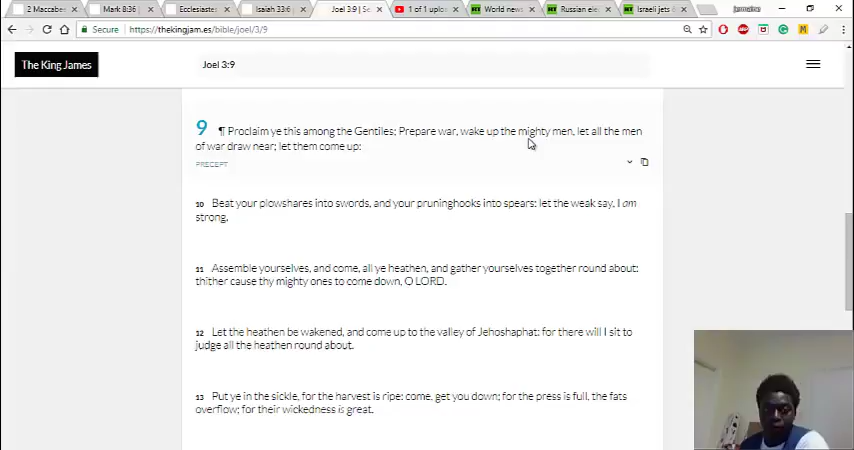 2 Maccabee
Mark 8:36
Ecclesiaste
Isaiah 33:6
Joel 3:9 | Se
1 of 1 uploa
World news
Russian ele
Israeli jets &
Secure https://thekingjam.es/bible/joel/3/9
The King James
Joel 3:9
9 ¶ Proclaim ye this among the Gentiles; Prepare war, wake up the mighty men, let all the men
of war draw near; let them come up:
PRECEPT
10 Beat your plowshares into swords, and your pruninghooks into spears: let the weak say, I am
strong.
11 Assemble yourselves, and come, all ye heathen, and gather yourselves together round about:
thither cause thy mighty ones to come down, O LORD.
12 Let the heathen be wakened, and come up to the valley of Jehoshaphat: for there will I sit to
judge all the heathen round about.
13 Put ye in the sickle, for the harvest is ripe: come, get you down; for the press is full, the fats
overflow; for their wickedness is great.